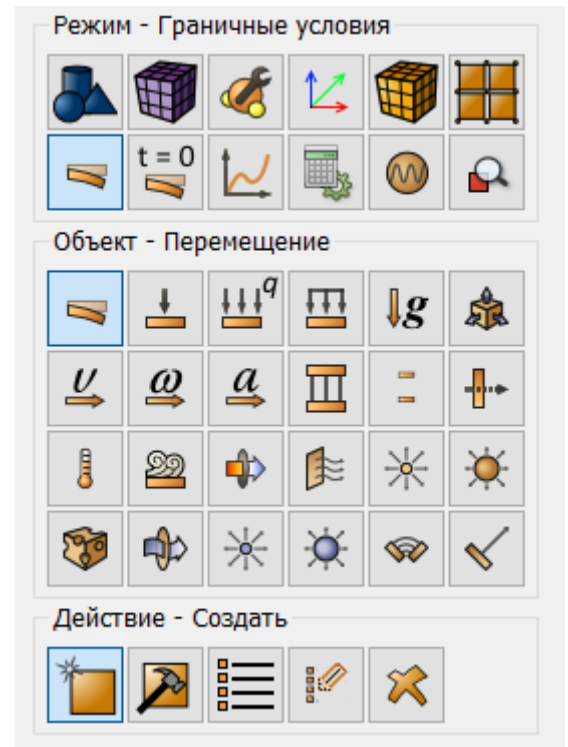 Режим - Граничные условия
t = 0
Объект - Перемещение
q
g
υ ω a
Действие - Создать